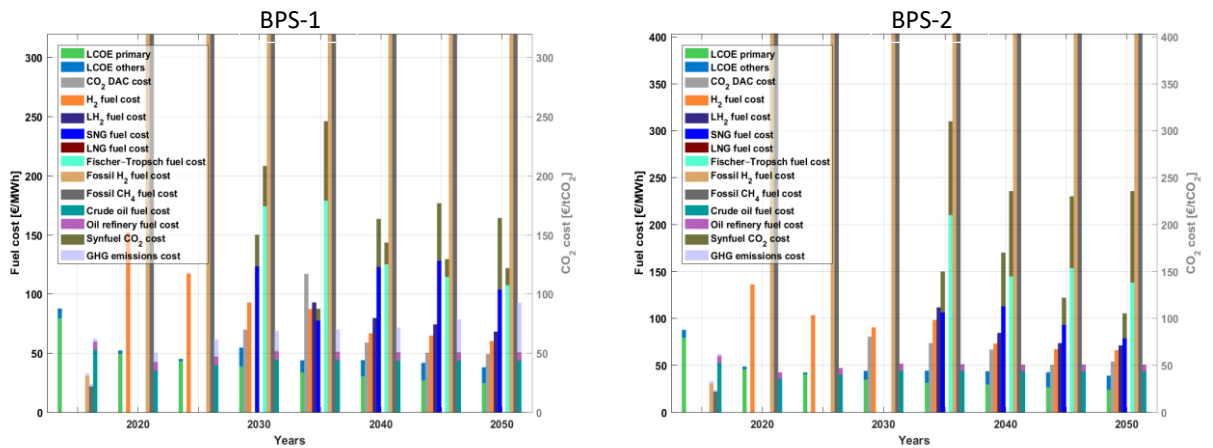 BPS-1
Fuel cost [€/MWh]
300
250
200
150
100
50
0
LCOE primary
LCOE others
CO2 DAC cost
H2 fuel cost
LH2 fuel cost
SNG fuel cost
LNG fuel cost
Fischer–Tropsch fuel cost
Fossil H2 fuel cost
Fossil CH4 fuel cost
Crude oil fuel cost
Oil refinery fuel cost
Synfuel CO2 cost
GHG emissions cost
300
250
200
150
100
50
0
CO2 cost [€/tCO2]
2020
2030
2040
2050
Years
BPS-2
Fuel cost [€/MWh]
400
350
300
250
200
150
100
50
0
LCOE primary
LCOE others
CO2 DAC cost
H2 fuel cost
LH2 fuel cost
SNG fuel cost
LNG fuel cost
Fischer–Tropsch fuel cost
Fossil H2 fuel cost
Fossil CH4 fuel cost
Crude oil fuel cost
Oil refinery fuel cost
Synfuel CO2 cost
GHG emissions cost
400
350
300
250
200
150
100
50
0
CO2 cost [€/tCO2]
2020
2030
2040
2050
Years